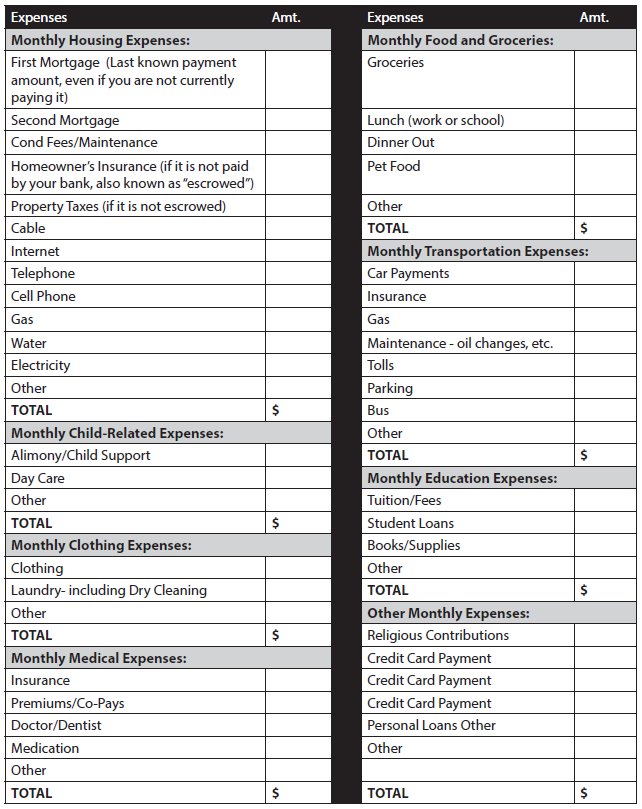 Expenses Amt.
Monthly Housing Expenses:
First Mortgage (Last known payment
amount, even if you are not currently
paying it)
Second Mortgage
Cond Fees/Maintenance
Homeowner’s Insurance (if it is not paid
by your bank, also known as “escrowed”)
Property Taxes (if it is not escrowed)
Cable
Internet
Telephone
Cell Phone
Gas
Water
Electricity
Other
TOTAL $
Monthly Child-Related Expenses:
Alimony/Child Support
Day Care
Other
TOTAL $
Monthly Clothing Expenses:
Clothing
Laundry- including Dry Cleaning
Other
TOTAL $
Monthly Medical Expenses:
Insurance
Premiums/Co-Pays
Doctor/Dentist
Medication
Other
TOTAL $
Expenses Amt.
Monthly Food and Groceries:
Groceries
Lunch (work or school)
Dinner Out
Pet Food
Other
TOTAL $
Monthly Transportation Expenses:
Car Payments
Insurance
Gas
Maintenance - oil changes, etc.
Tolls
Parking
Bus
Other
TOTAL $
Monthly Education Expenses:
Tuition/Fees
Student Loans
Books/Supplies
Other
TOTAL $
Other Monthly Expenses:
Religious Contributions
Credit Card Payment
Credit Card Payment
Credit Card Payment
Personal Loans Other
Other
TOTAL $